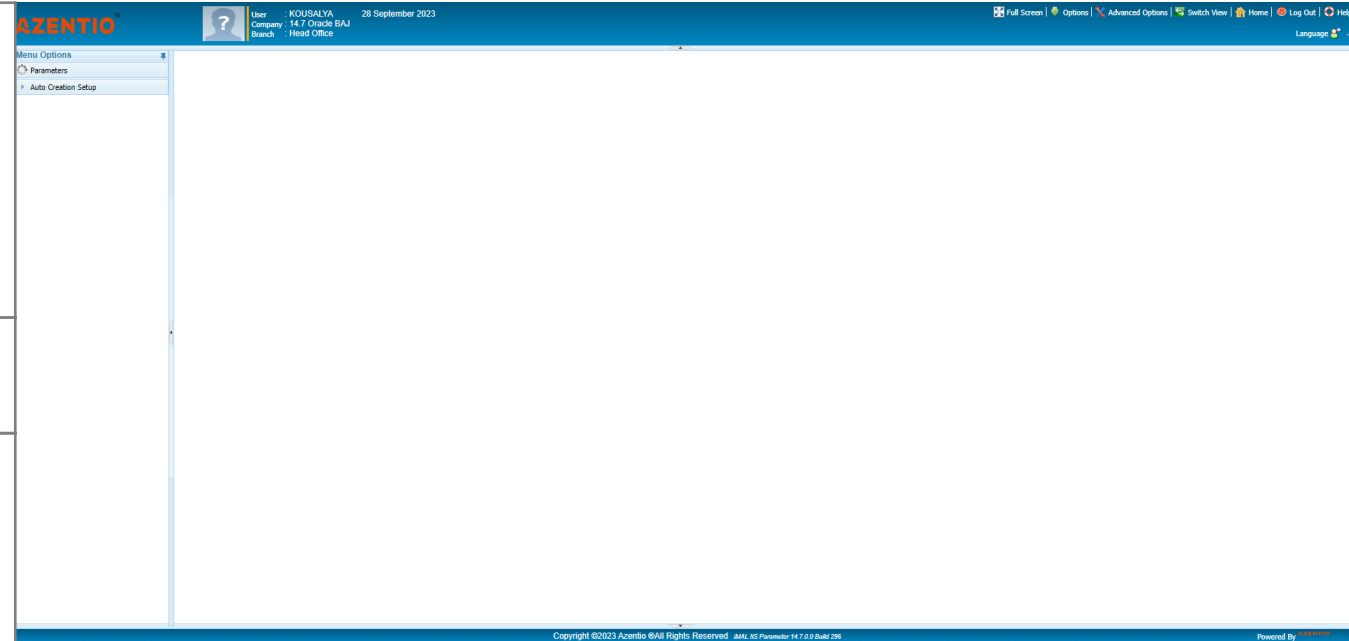 AZENTIO
?
User : KOUSALYA 28 September 2023
Company : 14.7 Oracle BAJ
Branch : Head Office
Full Screen | Options | Advanced Options | Switch View | Home | Log Out | Hel
Language
Menu Options
Parameters
Auto Creation Setup
Copyright ©2023 Azentio ®All Rights Reserved IMAL IIS Parameter 14.7.0.0 Build 296
Powered By AZENTIO